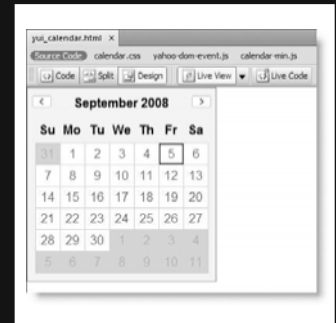 yui_calendar.html ×
Source Code calendar.css yahoo-dom-event.js calendar-min.js
Code Split Design Live View Live Code
< September 2008 >
Su Mo Tu We Th Fr Sa
31 1 2 3 4 5 6
7 8 9 10 11 12 13
14 15 16 17 18 19 20
21 22 23 24 25 26 27
28 29 30 1 2 3 4
5 6 7 8 9 10 11